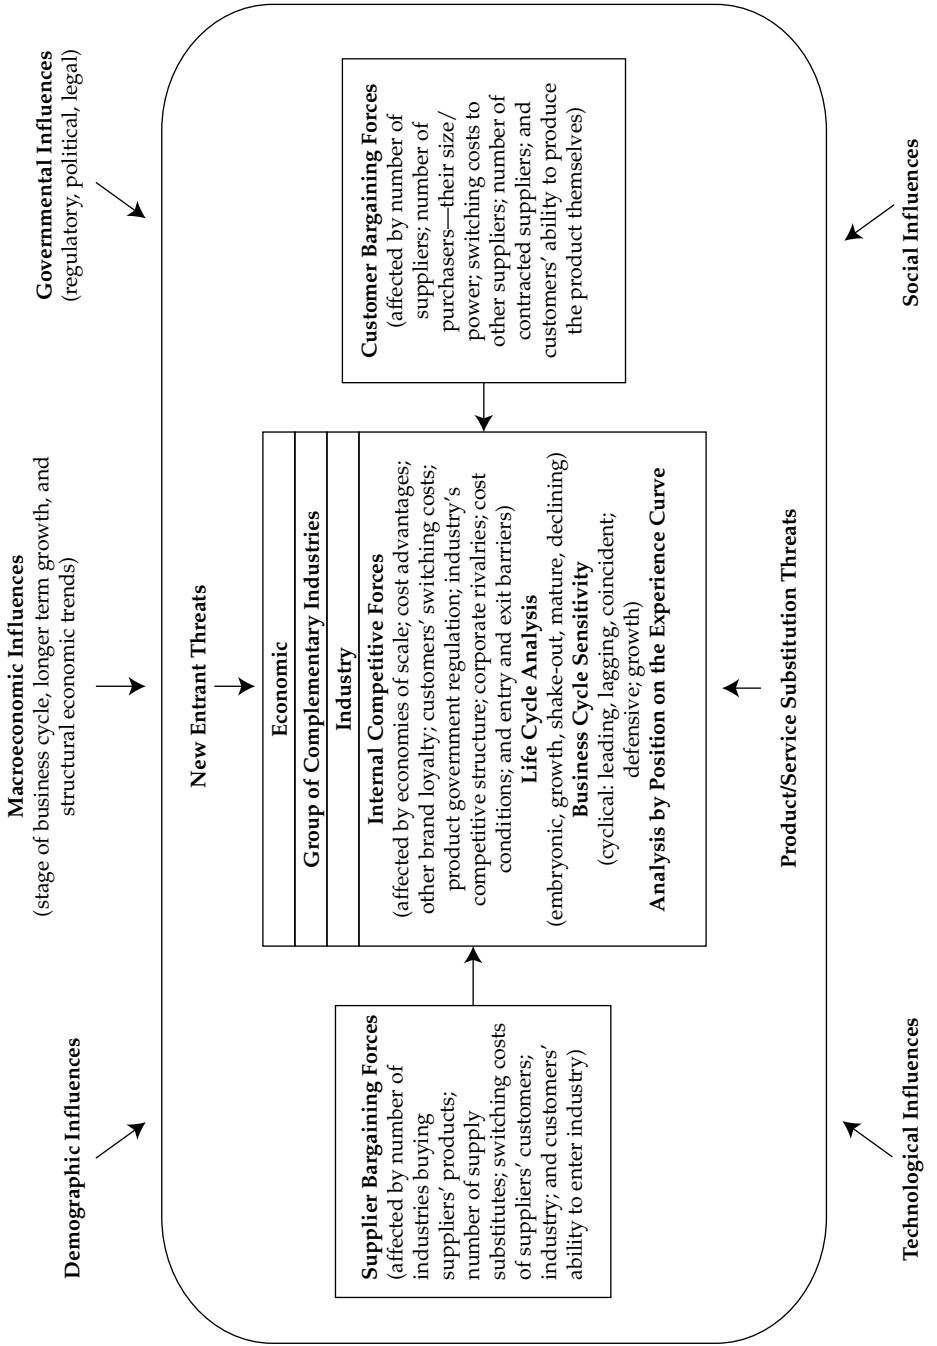 Demographic Influences
Macroeconomic Influences
(stage of business cycle, longer term growth, and
structural economic trends)
Governmental Influences
(regulatory, political, legal)
New Entrant Threats
Supplier Bargaining Forces
(affected by number of
industries buying
suppliers’ products;
number of supply
substitutes; switching costs
of suppliers’ customers;
industry; and customers’
ability to enter industry)
Economic
Group of Complementary Industries
Industry
Internal Competitive Forces
(affected by economies of scale; cost advantages;
other brand loyalty; customers’ switching costs;
product government regulation; industry’s
competitive structure; corporate rivalries; cost
conditions; and entry and exit barriers)
Life Cycle Analysis
(embryonic, growth, shake-out, mature, declining)
Business Cycle Sensitivity
(cyclical: leading, lagging, coincident;
defensive; growth)
Analysis by Position on the Experience Curve
Customer Bargaining Forces
(affected by number of
suppliers; number of
purchasers—their size/
power; switching costs to
other suppliers; number of
contracted suppliers; and
customers’ ability to produce
the product themselves)
Product/Service Substitution Threats
Technological Influences
Social Influences